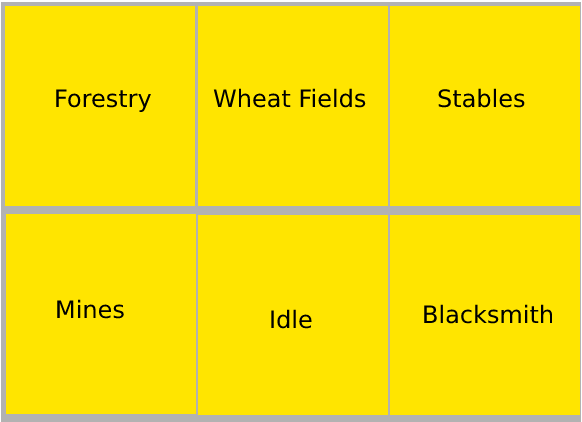 Forestry
Wheat Fields
Stables
Mines
Idle
Blacksmith